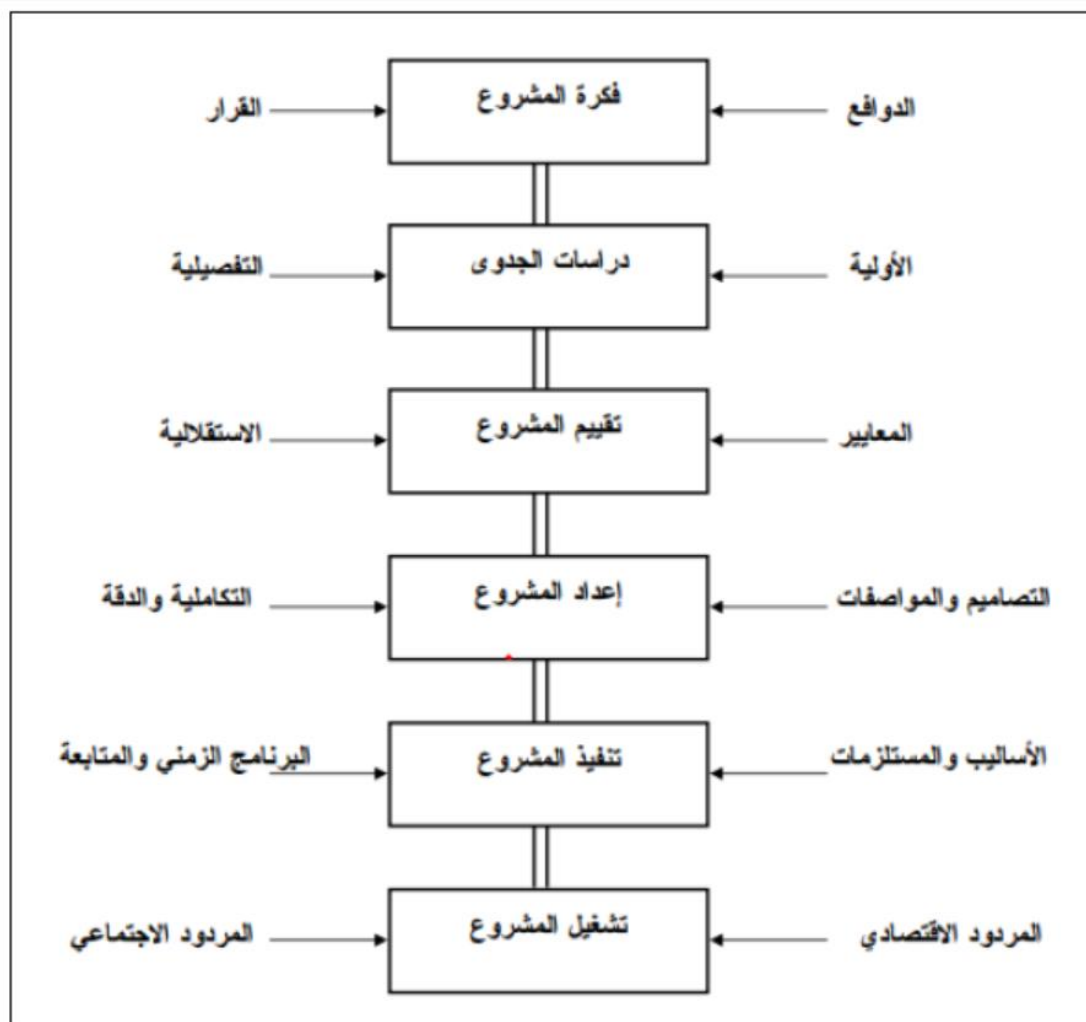 فكرة المشروع
الدوافع
القرار
دراسات الجدوى
الأولية
التفصيلية
تقييم المشروع
المعايير
الاستقلالية
إعداد المشروع
التصاميم والمواصفات
التكاملية والدقة
تنفيذ المشروع
الأساليب والمستلزمات
البرنامج الزمني والمتابعة
تشغيل المشروع
المردود الاقتصادي
المردود الاجتماعي